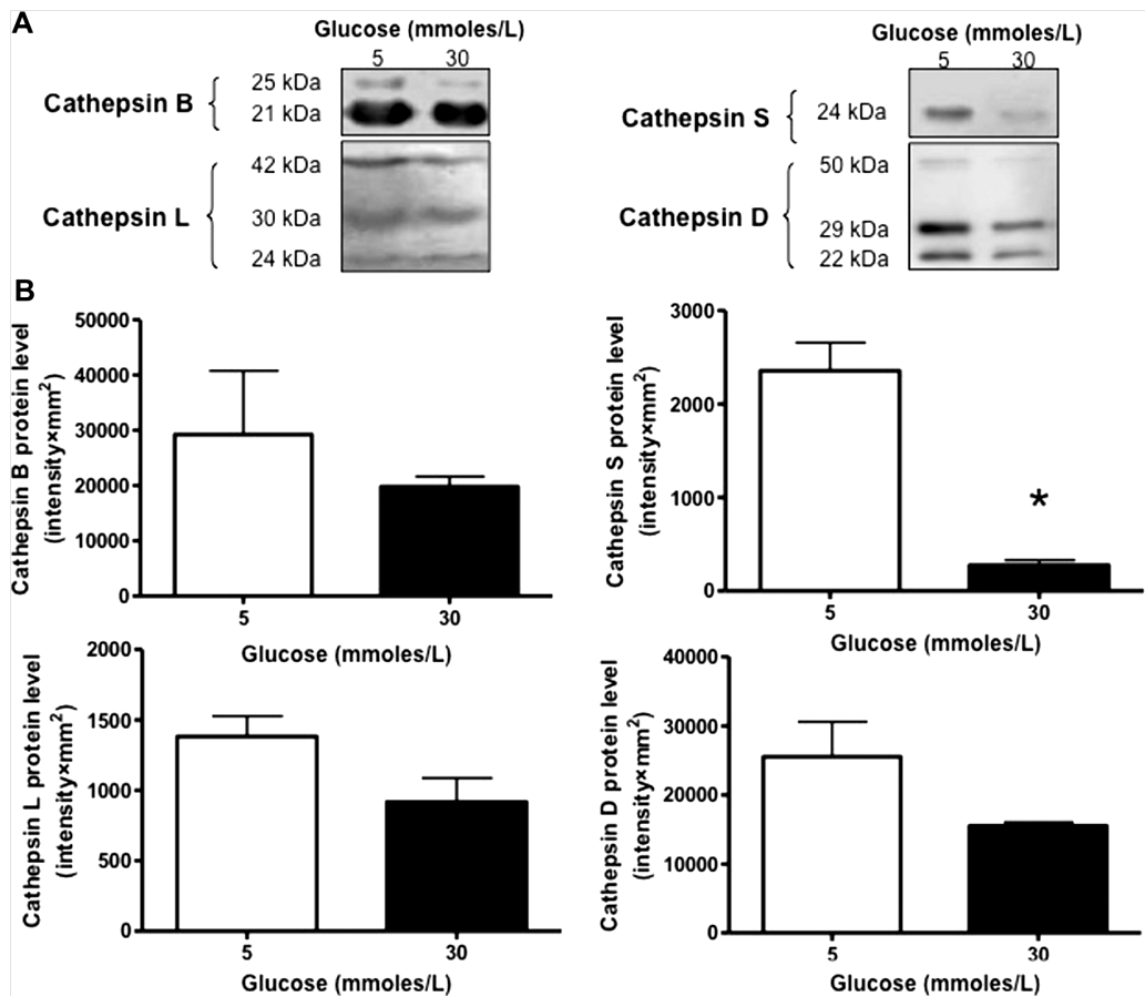 A
Glucose (mmoles/L)
5 30
Cathepsin B
25 kDa
21 kDa
Cathepsin L
42 kDa
30 kDa
24 kDa
Glucose (mmoles/L)
5 30
Cathepsin S
24 kDa
Cathepsin D
50 kDa
29 kDa
22 kDa
B
Cathepsin B protein level
(intensity×mm²)
50000
40000
30000
20000
10000
0
5 30
Glucose (mmoles/L)
Cathepsin S protein level
(intensity×mm²)
3000
2000
1000
0
*
5 30
Glucose (mmoles/L)
Cathepsin L protein level
(intensity×mm²)
2000
1500
1000
500
0
5 30
Glucose (mmoles/L)
Cathepsin D protein level
(intensity×mm²)
40000
30000
20000
10000
0
5 30
Glucose (mmoles/L)